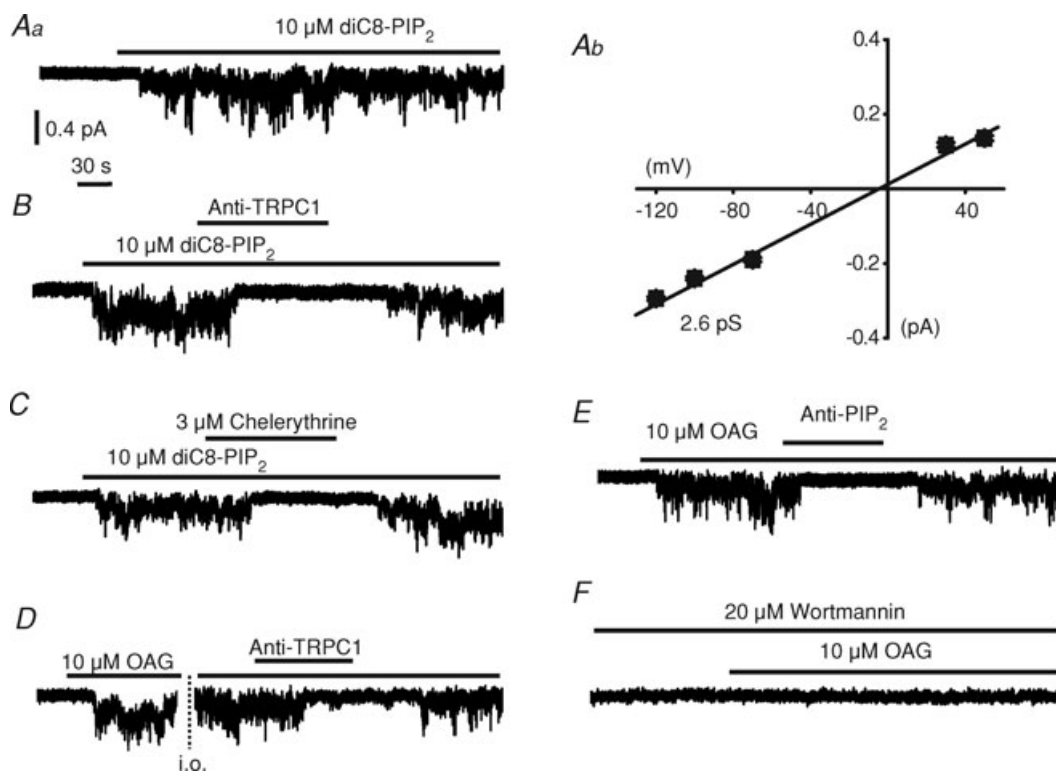 Aa
10 µM diC8-PIP2
0.4 pA
30 s
Ab
0.4
0.2
(mV)
-120 -80 -40 40
-0.2
2.6 pS
-0.4 (pA)
B
Anti-TRPC1
10 µM diC8-PIP2
C
3 µM Chelerythrine
10 µM diC8-PIP2
D
Anti-TRPC1
10 µM OAG
i.o.
E
Anti-PIP2
10 µM OAG
F
20 µM Wortmannin
10 µM OAG